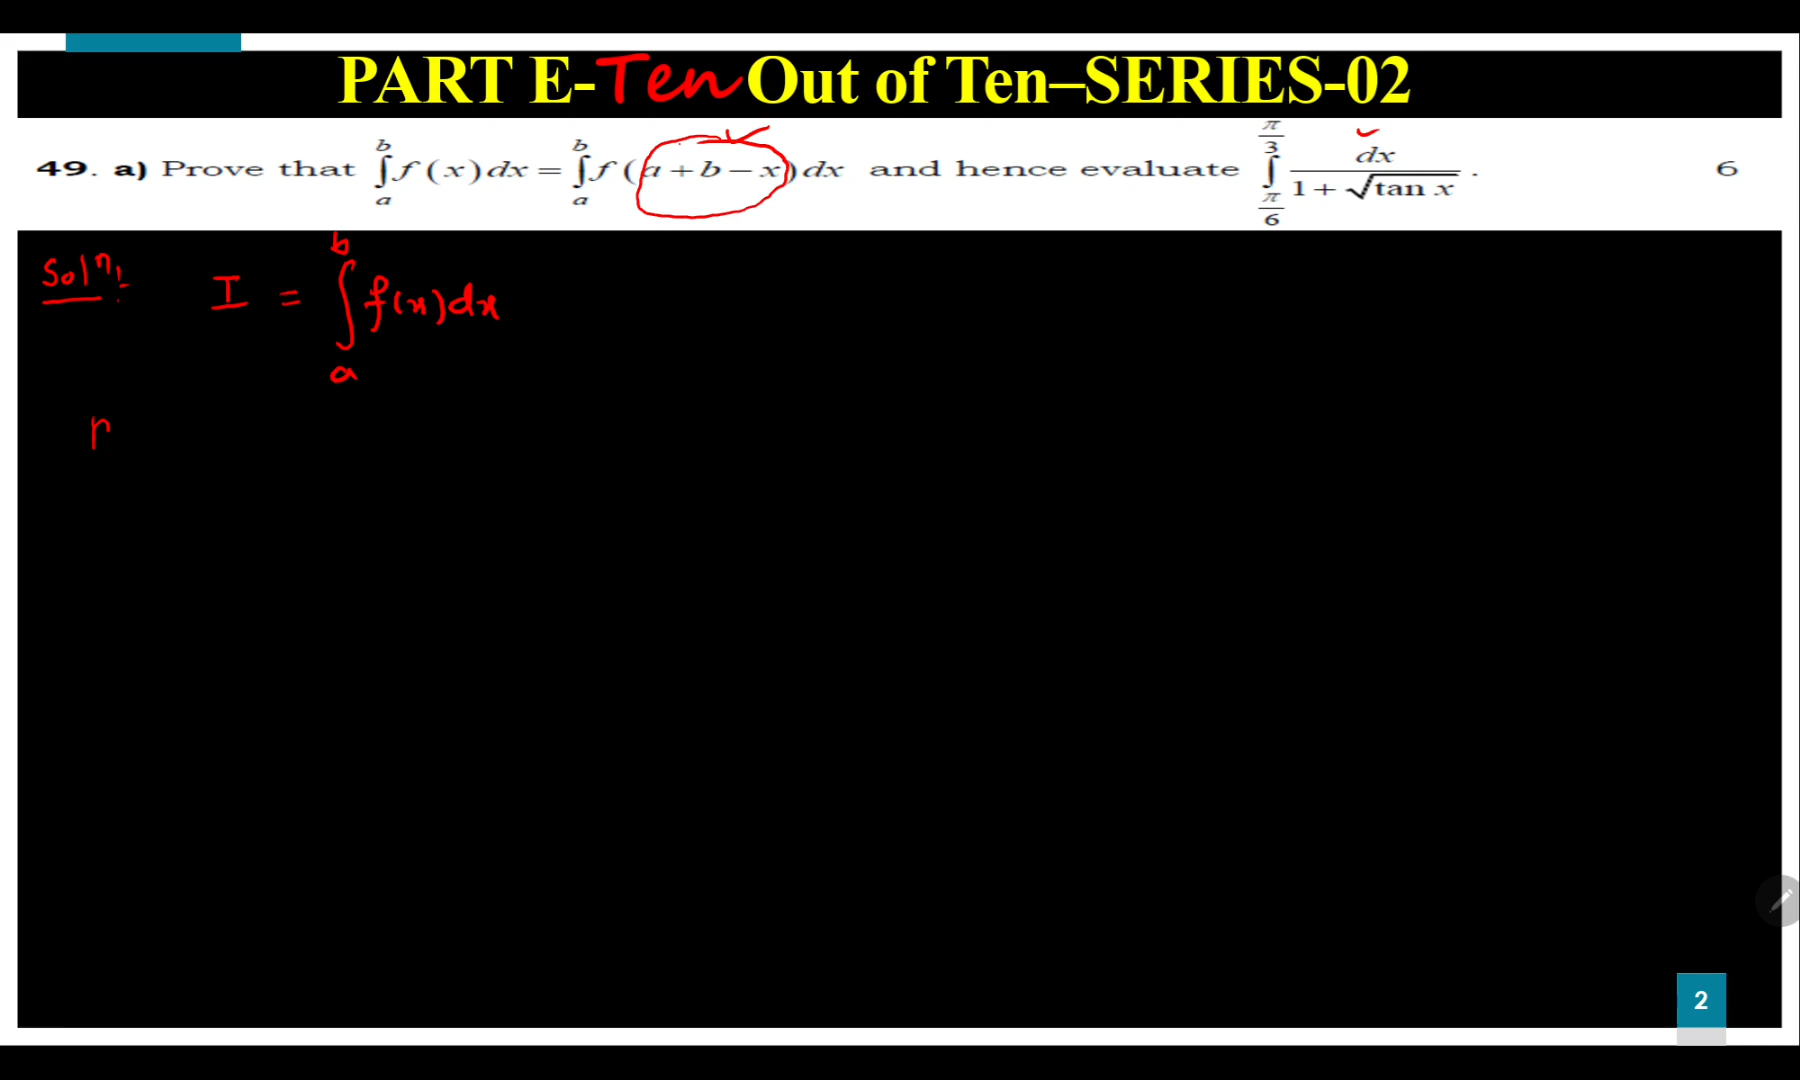 PART E-Ten Out of Ten–SERIES-02
49. a) Prove that ∫_a^b f(x)dx = ∫_a^b f(a+b−x)dx and hence evaluate ∫_{π/6}^{π/3} dx/(1+√tan x). 6
Solⁿ:- I = ∫_a^b f(x)dx
r
2